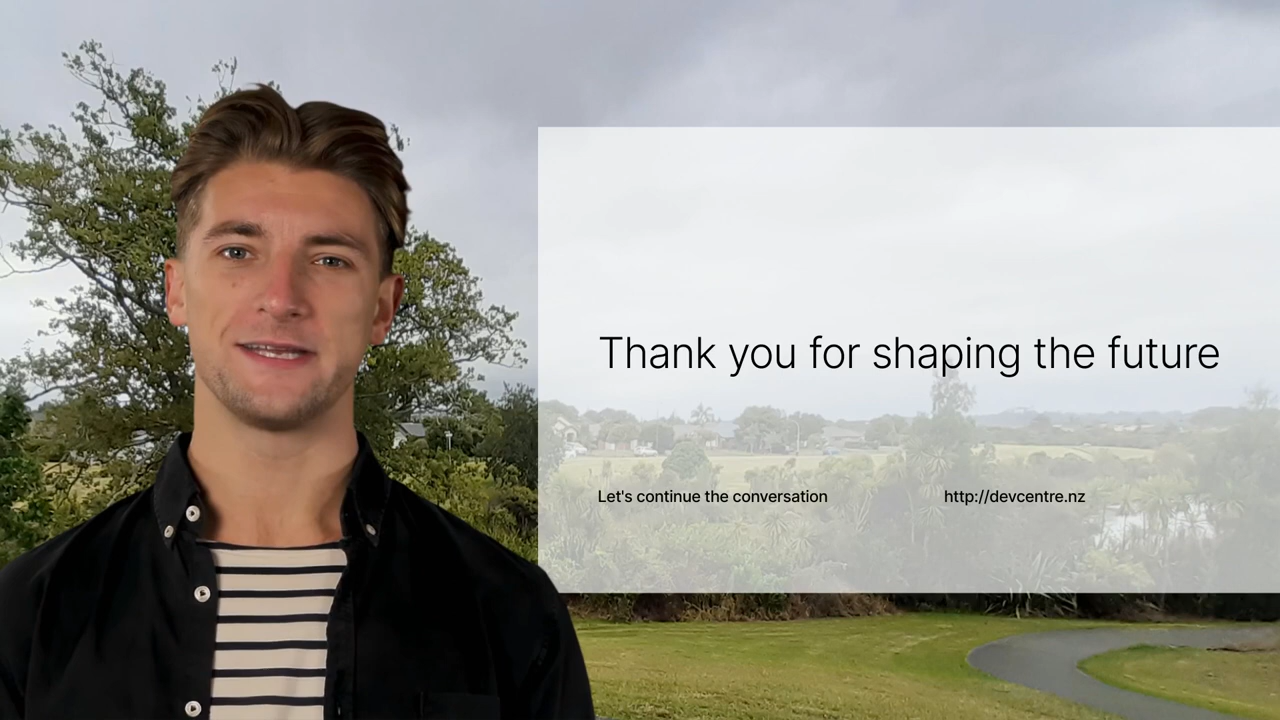 Thank you for shaping the future
Let's continue the conversation
http://devcentre.nz